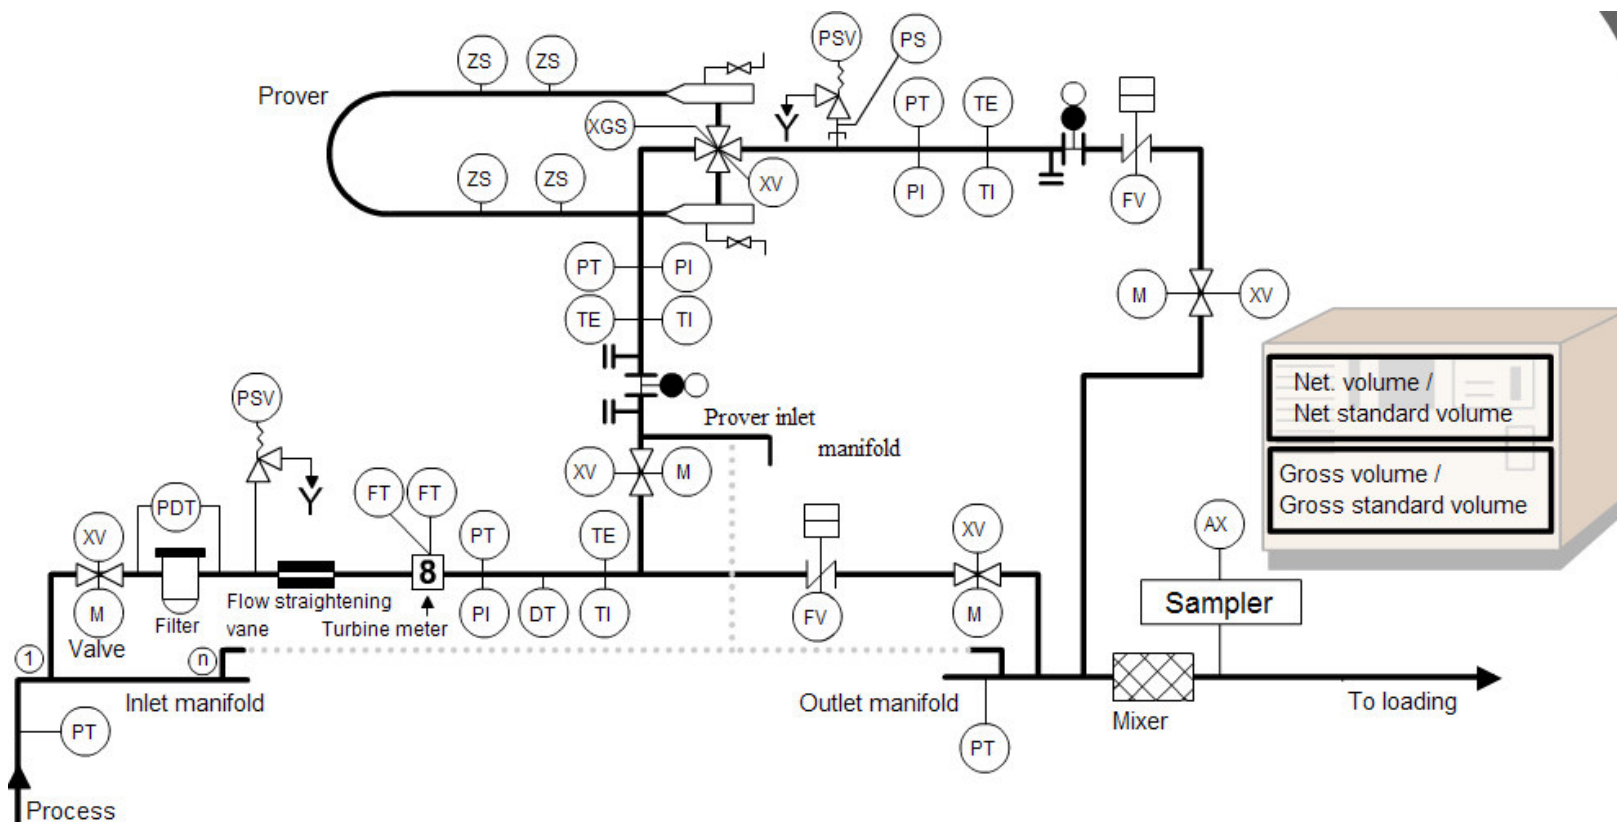 ZS
ZS
PSV
PS
Prover
PT
TE
XGS
ZS
ZS
XV
PI
TI
FV
PT
PI
M
XV
TE
TI
Net. volume /
Net standard volume
PSV
Prover inlet
manifold
Gross volume /
Gross standard volume
XV
M
PDT
FT
FT
XV
PT
TE
XV
AX
8
M
Filter
Flow straightening
vane
Turbine meter
PI
DT
TI
FV
M
Sampler
Valve
1
n
Inlet manifold
Outlet manifold
To loading
Mixer
PT
PT
Process